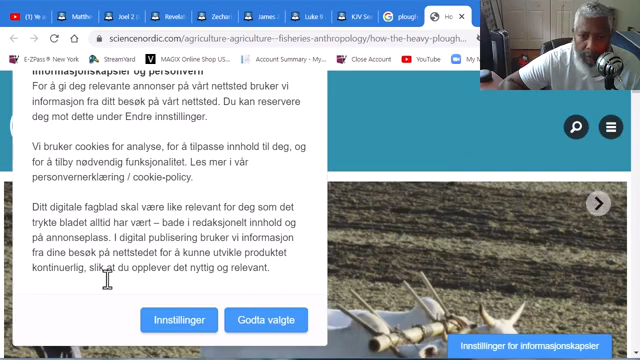 Ye
Matthe
Joel 2
Revelat
Zechar
James
Luke 8
KJV Se
plough
Ho
sciencenordic.com/agriculture-agriculture--fisheries-anthropology/how-the-heavy-plough
E-ZPass® New York
StreamYard
MAGIX Online Shop US...
Account Summary -...
Close Account
YouTube
Maps
informasjonskapsler og personvern
For å gi deg relevante annonser på vårt nettsted bruker vi
informasjon fra ditt besøk på vårt nettsted. Du kan reservere
deg mot dette under Endre innstillinger.
Vi bruker cookies for analyse, for å tilpasse innhold til deg, og
for å tilby nødvendig funksjonalitet. Les mer i vår
personvernerklæring / cookie-policy.
Ditt digitale fagblad skal være like relevant for deg som det
trykte bladet alltid har vært – bade i redaksjonelt innhold og
på annonseplass. I digital publisering bruker vi informasjon
fra dine besøk på nettstedet for å kunne utvikle produktet
kontinuerlig, slik at du opplever det nyttig og relevant.
Innstillinger
Godta valgte
Innstillinger for informasjonskapsler